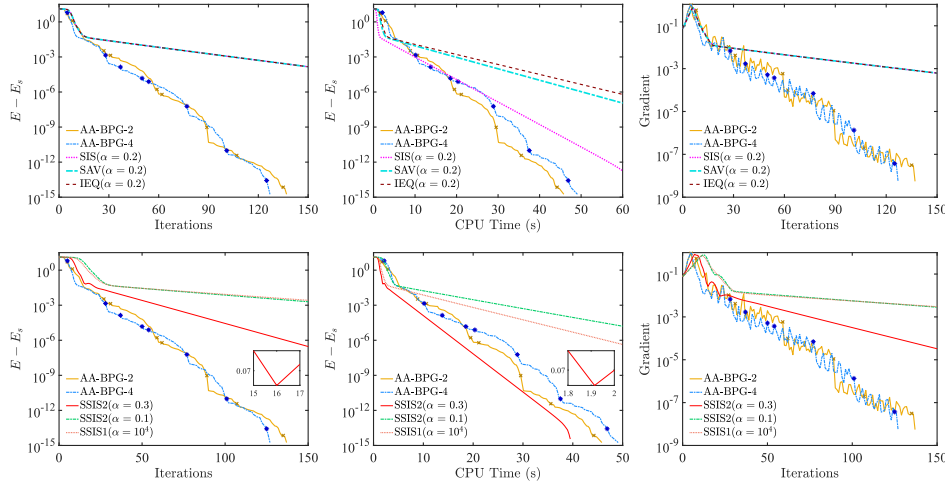 10^0
10^-3
10^-6
10^-9
10^-12
10^-15
E − E_s
AA-BPG-2
AA-BPG-4
SIS(α = 0.2)
SAV(α = 0.2)
IEQ(α = 0.2)
0 30 60 90 120 150
Iterations
10^0
10^-3
10^-6
10^-9
10^-12
10^-15
E − E_s
AA-BPG-2
AA-BPG-4
SIS(α = 0.2)
SAV(α = 0.2)
IEQ(α = 0.2)
0 10 20 30 40 50 60
CPU Time (s)
10^-1
10^-3
10^-5
10^-7
10^-9
Gradient
AA-BPG-2
AA-BPG-4
SIS(α = 0.2)
SAV(α = 0.2)
IEQ(α = 0.2)
0 30 60 90 120 150
Iterations
10^0
10^-3
10^-6
10^-9
10^-12
10^-15
E − E_s
0.07
15 16 17
AA-BPG-2
AA-BPG-4
SSIS2(α = 0.3)
SSIS2(α = 0.1)
SSIS1(α = 10^4)
0 50 100 150
Iterations
10^0
10^-3
10^-6
10^-9
10^-12
10^-15
E − E_s
0.07
1.8 1.9 2
AA-BPG-2
AA-BPG-4
SSIS2(α = 0.3)
SSIS2(α = 0.1)
SSIS1(α = 10^4)
0 10 20 30 40 50
CPU Time (s)
10^-1
10^-3
10^-5
10^-7
10^-9
Gradient
AA-BPG-2
AA-BPG-4
SSIS2(α = 0.3)
SSIS2(α = 0.1)
SSIS1(α = 10^4)
0 50 100 150
Iterations